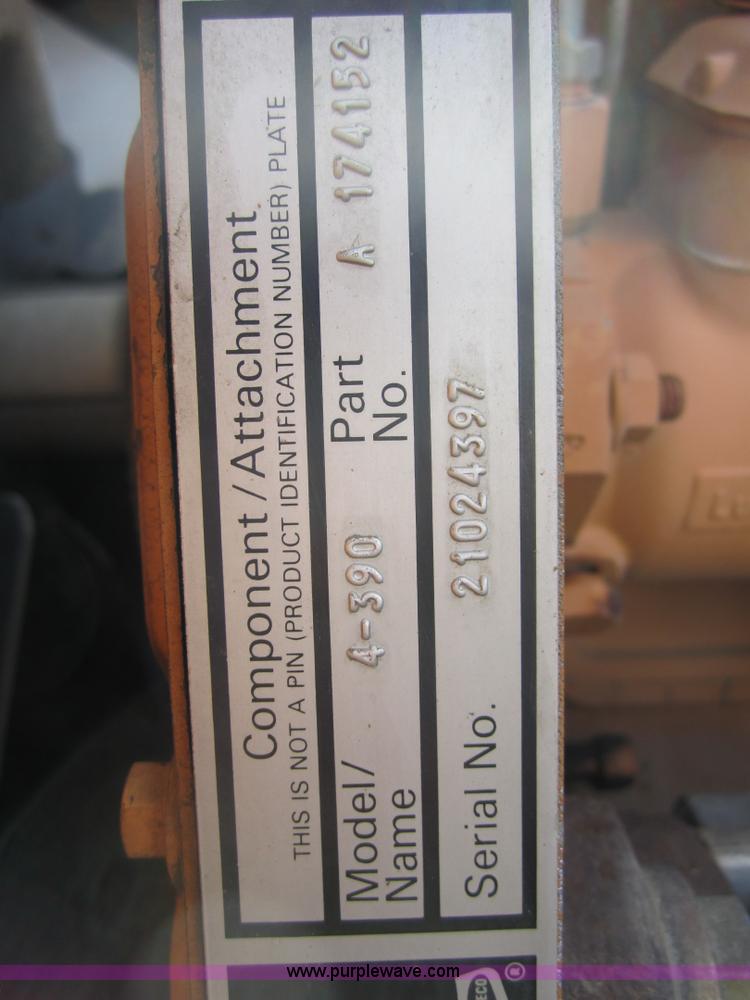 Component / Attachment
THIS IS NOT A PIN (PRODUCT IDENTIFICATION NUMBER) PLATE
Model/
Name
4-390
Part
No.
A 174152
Serial No.
21024397
®
www.purplewave.com